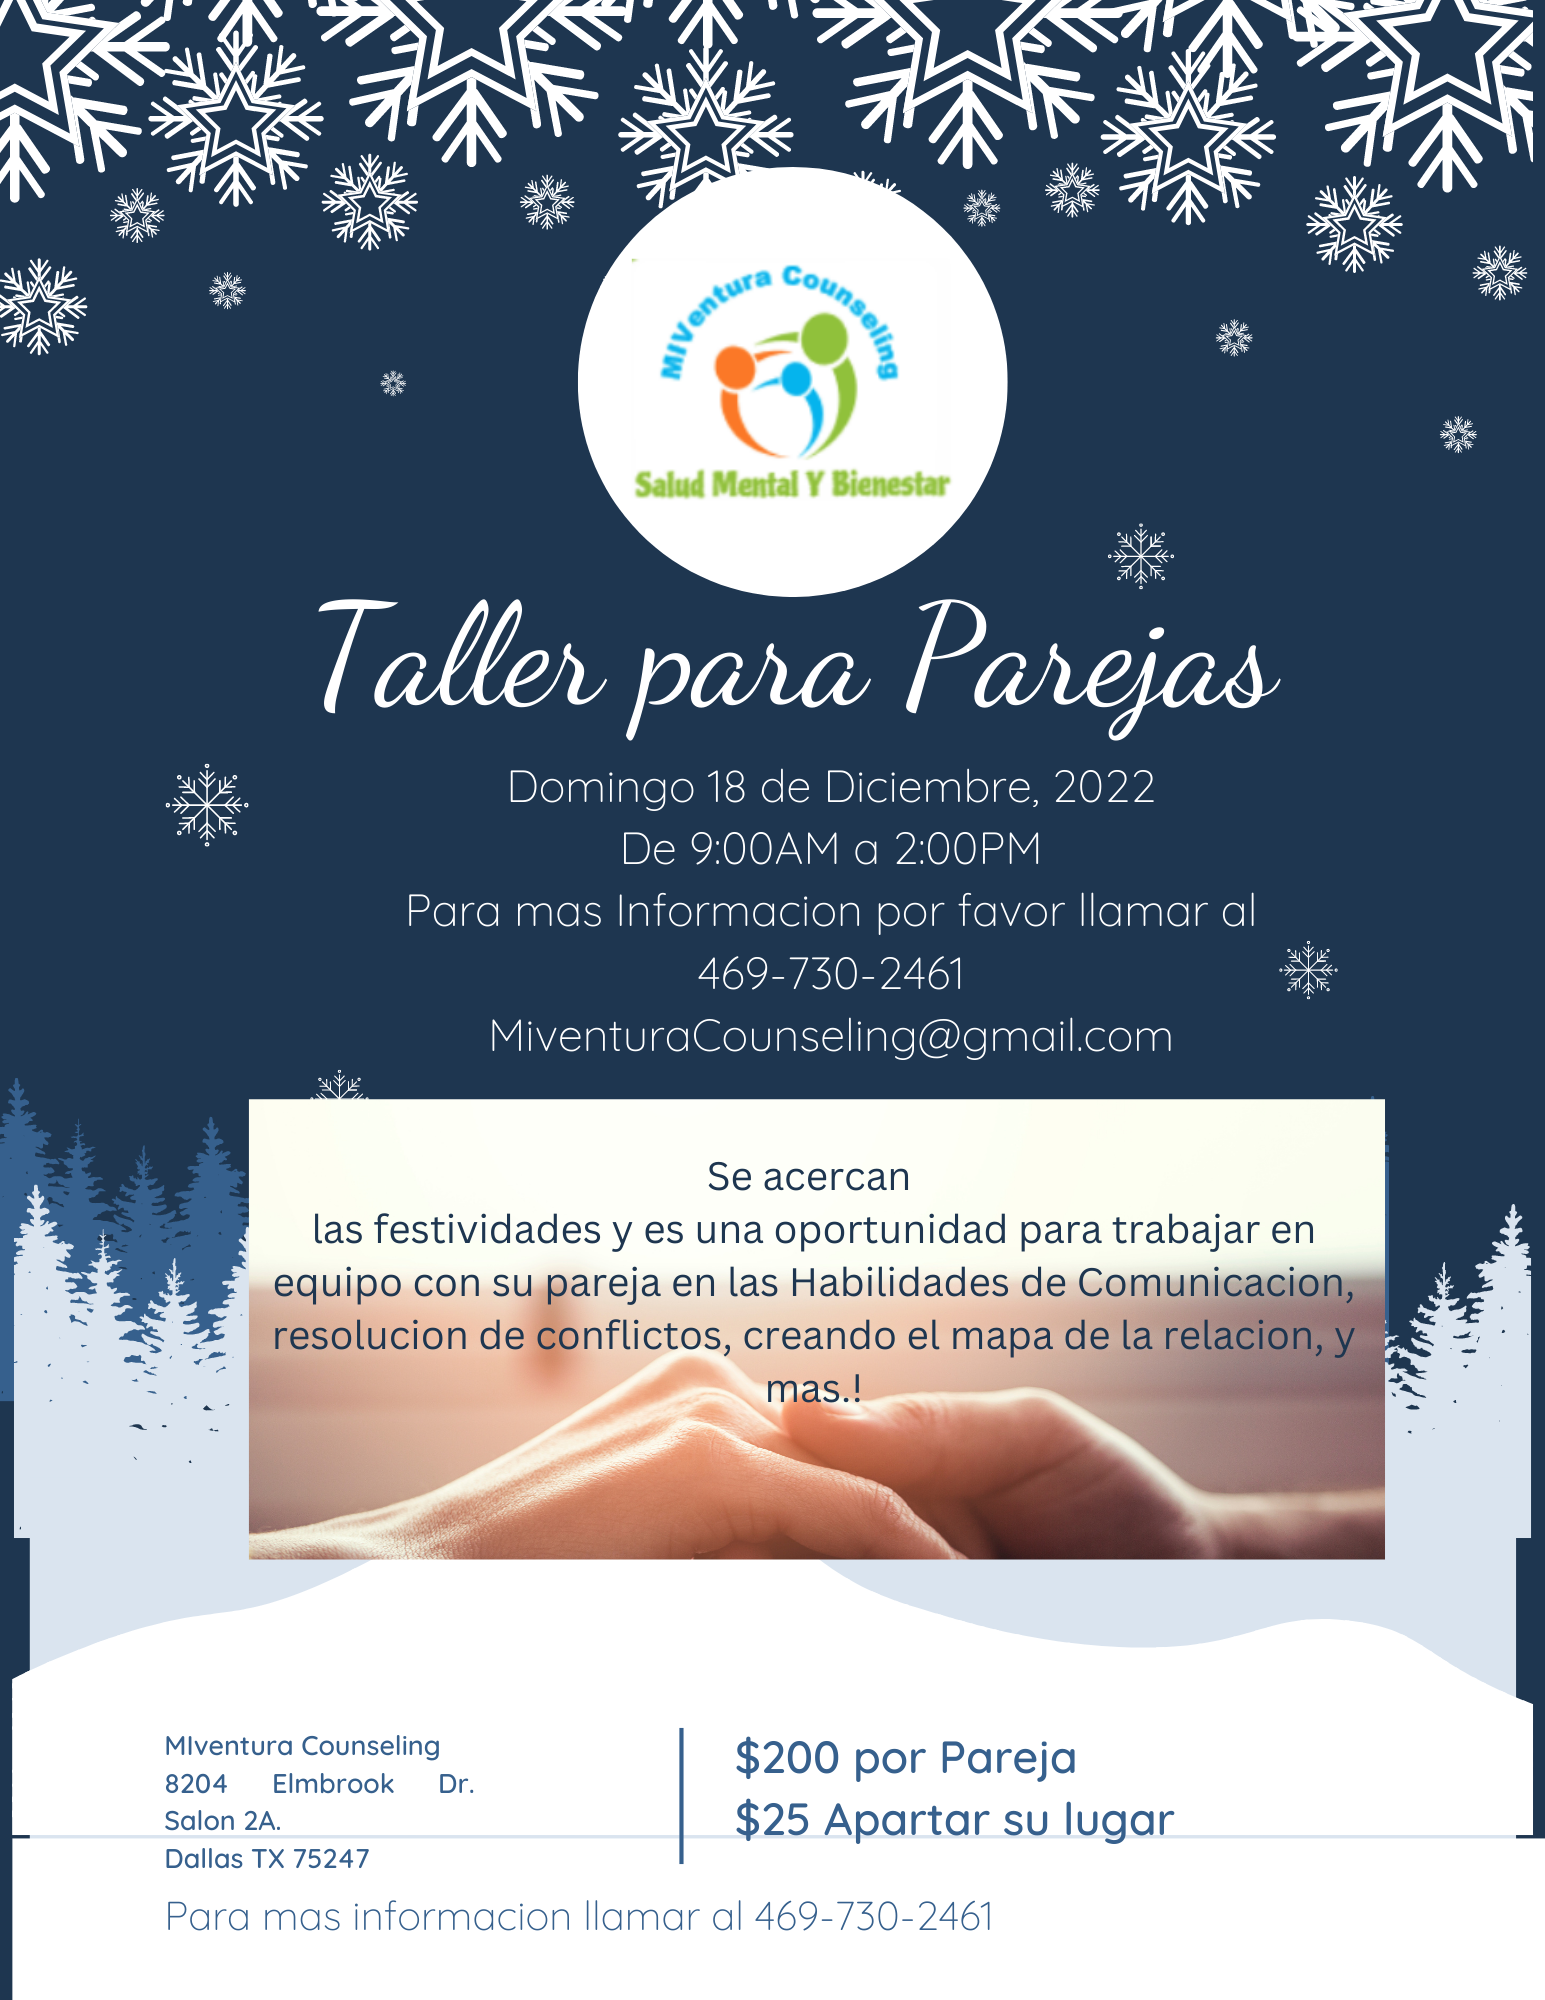 MIVentura Counseling
Salud Mental Y Bienestar
Taller para Parejas
Domingo 18 de Diciembre, 2022
De 9:00AM a 2:00PM
Para mas Informacion por favor llamar al
469-730-2461
MiventuraCounseling@gmail.com
Se acercan
las festividades y es una oportunidad para trabajar en
equipo con su pareja en las Habilidades de Comunicacion,
resolucion de conflictos, creando el mapa de la relacion, y
mas.!
MIventura Counseling
8204 Elmbrook Dr.
Salon 2A.
Dallas TX 75247
$200 por Pareja
$25 Apartar su lugar
Para mas informacion llamar al 469-730-2461